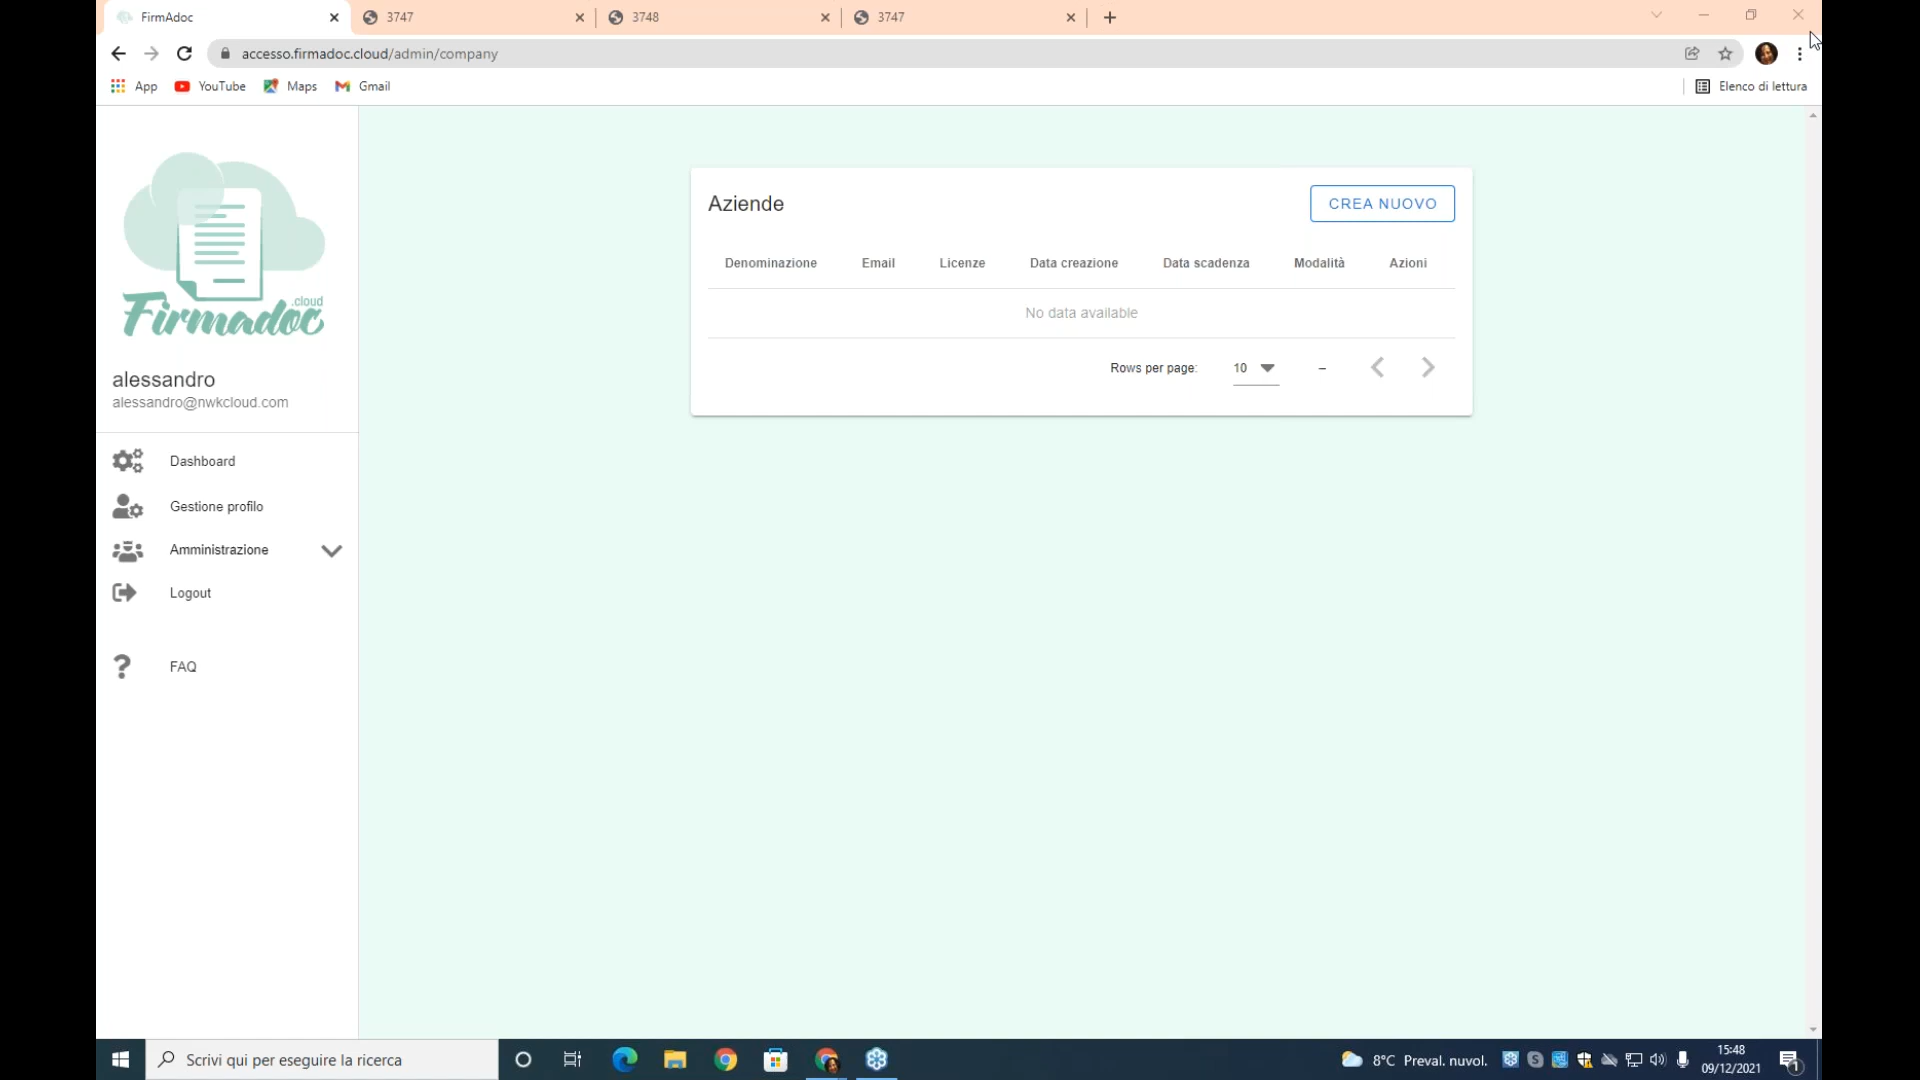 FirmAdoc
3747
3748
3747
accesso.firmadoc.cloud/admin/company
App
YouTube
Maps
Gmail
Elenco di lettura
.cloud
Firmadoc
alessandro
alessandro@nwkcloud.com
Dashboard
Gestione profilo
Amministrazione
Logout
FAQ
Aziende
CREA NUOVO
Denominazione Email Licenze Data creazione Data scadenza Modalità Azioni
No data available
Rows per page: 10 –
Scrivi qui per eseguire la ricerca
8°C Preval. nuvol.
15:48
09/12/2021
1